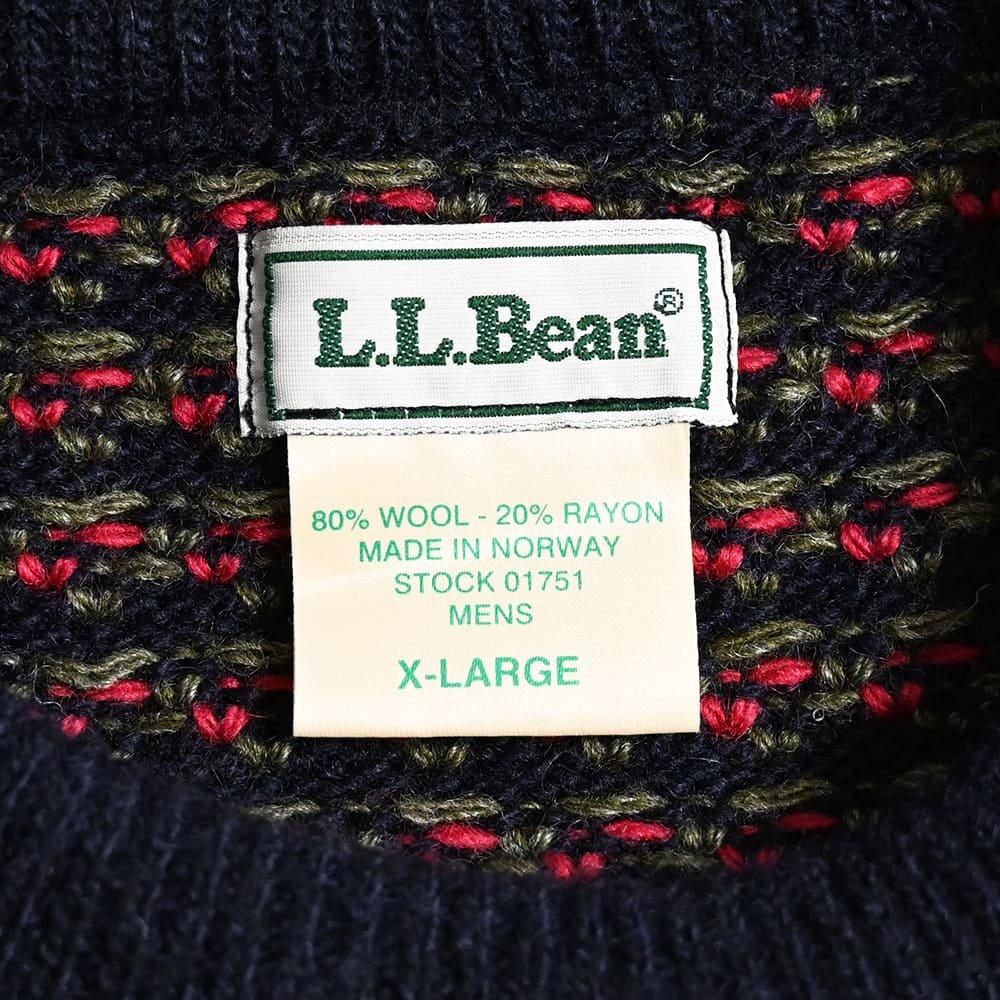 L.L.Bean®
80% WOOL - 20% RAYON
MADE IN NORWAY
STOCK 01751
MENS
X-LARGE